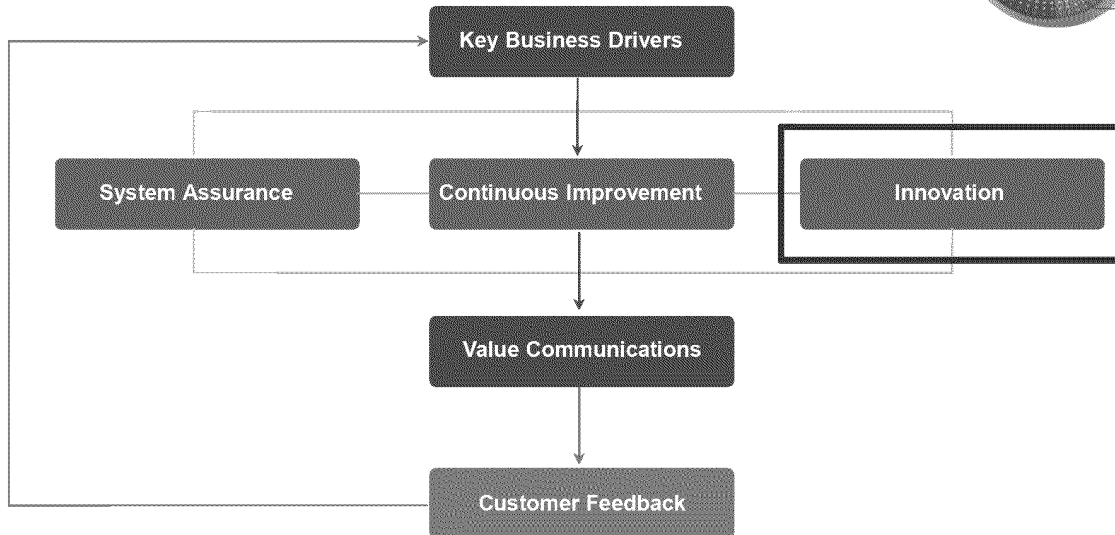 Key Business Drivers
System Assurance
Continuous Improvement
Innovation
Value Communications
Customer Feedback